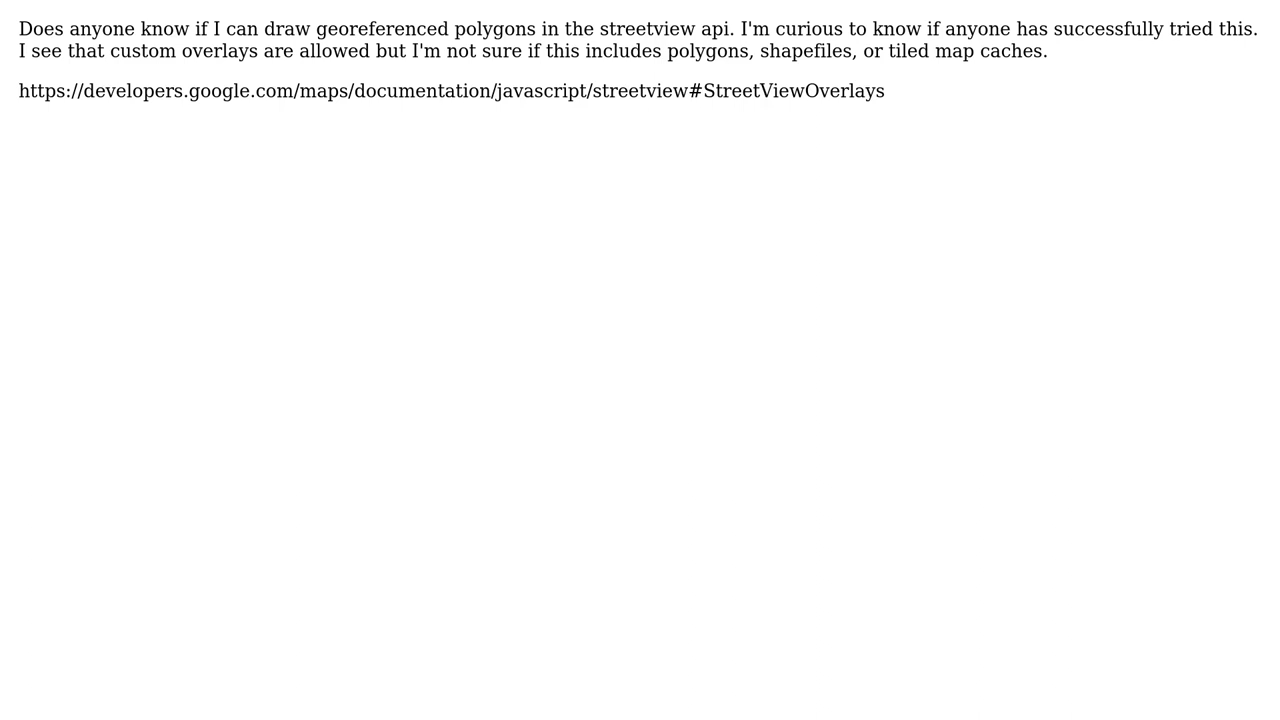 Does anyone know if I can draw georeferenced polygons in the streetview api. I'm curious to know if anyone has successfully tried this.
I see that custom overlays are allowed but I'm not sure if this includes polygons, shapefiles, or tiled map caches.
https://developers.google.com/maps/documentation/javascript/streetview#StreetViewOverlays